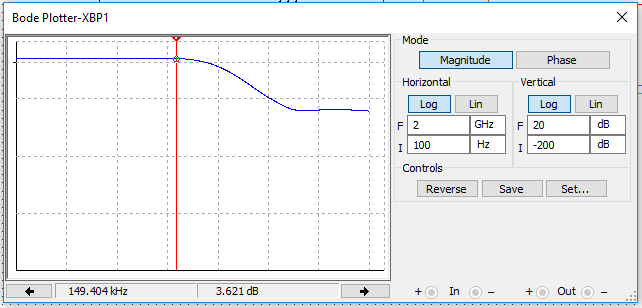 Bode Plotter-XBP1
Mode
Magnitude Phase
Horizontal Vertical
Log Lin Log Lin
F 2 GHz F 20 dB
I 100 Hz I -200 dB
Controls
Reverse Save Set...
149.404 kHz 3.621 dB + In − + Out −